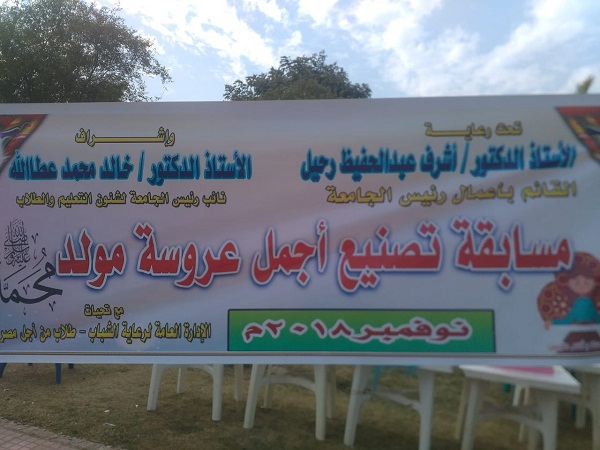 تحت رعاية
الأستاذ الدكتور / أشرف عبدالحفيظ رحيل
القائم بأعمال رئيس الجامعة
وإشراف
الأستاذ الدكتور / خالد محمد عطاالله
نائب رئيس الجامعة لشئون التعليم والطلاب
مسابقة تصنيع أجمل عروسة مولد
محمد
نوفمبر ٢٠١٨م
مع تحيات
الإدارة العامة لرعاية الشباب - طلاب من أجل مصر